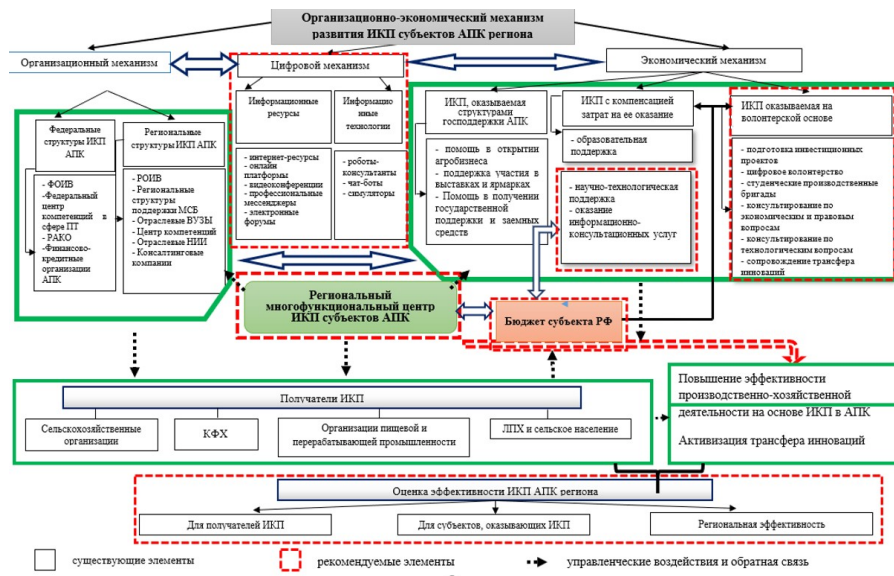 Организационно-экономический механизм
развития ИКП субъектов АПК региона
Организационный механизм
Цифровой механизм
Экономический механизм
Федеральные
структуры ИКП
АПК
Региональные
структуры ИКП АПК
- ФОИВ
-Федеральный
центр
компетенций в
сфере ПТ
- РАКО
-Финансово-
кредитные
организации
АПК
- РОИВ
- Региональные
структуры
поддержки МСБ
- Отраслевые ВУЗЫ
- Центр компетенций
- Отраслевые НИИ
- Консалтинговые
компании
Информационные
ресурсы
Информацио
нные
технологии
- интернет-ресурсы
- онлайн
платформы
- видеоконференции
- профессиональные
мессенджеры
- электронные
форумы
- роботы-
консультанты
- чат-боты
- симуляторы
ИКП, оказываемая
структурами
господдержки АПК
- помощь в открытии
агробизнеса
- поддержка участия в
выставках и ярмарках
- Помощь в получении
государственной
поддержки и заемных
средств
ИКП с компенсацией
затрат на ее оказание
- образовательная
поддержка
- научно-технологическая
поддержка
- оказание
информационно-
консультационных услуг
ИКП оказываемая на
волонтерской основе
- подготовка инвестиционных
проектов
- цифровое волонтерство
- студенческие производственные
бригады
- консультирование по
экономическим и правовым
вопросам
- консультирование по
технологическим вопросам
- сопровождение трансфера
инноваций
Региональный
многофункциональный центр
ИКП субъектов АПК
Бюджет субъекта РФ
Получатели ИКП
Сельскохозяйственные
организации
КФХ
Организации пищевой и
перерабатывающей промышленности
ЛПХ и сельское население
Повышение эффективности
производственно-хозяйственной
деятельности на основе ИКП в АПК
Активизация трансфера инноваций
Оценка эффективности ИКП АПК региона
Для получателей ИКП
Для субъектов, оказывающих ИКП
Региональная эффективность
существующие элементы
рекомендуемые элементы
управленческие воздействия и обратная связь